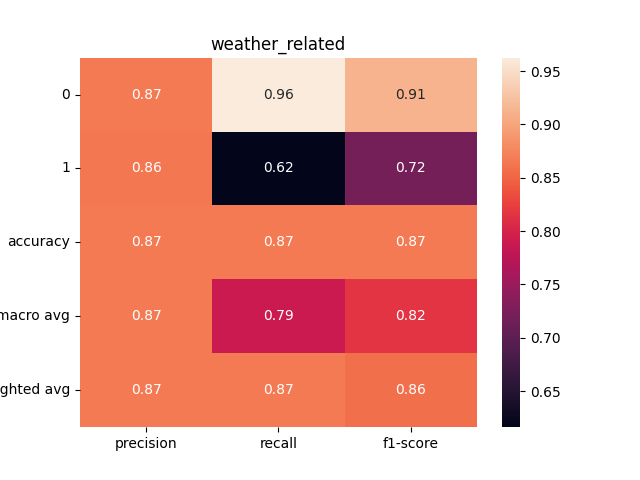 weather_related
0 0.87 0.96 0.91
1 0.86 0.62 0.72
accuracy 0.87 0.87 0.87
macro avg 0.87 0.79 0.82
ghted avg 0.87 0.87 0.86
precision recall f1-score
0.95
0.90
0.85
0.80
0.75
0.70
0.65